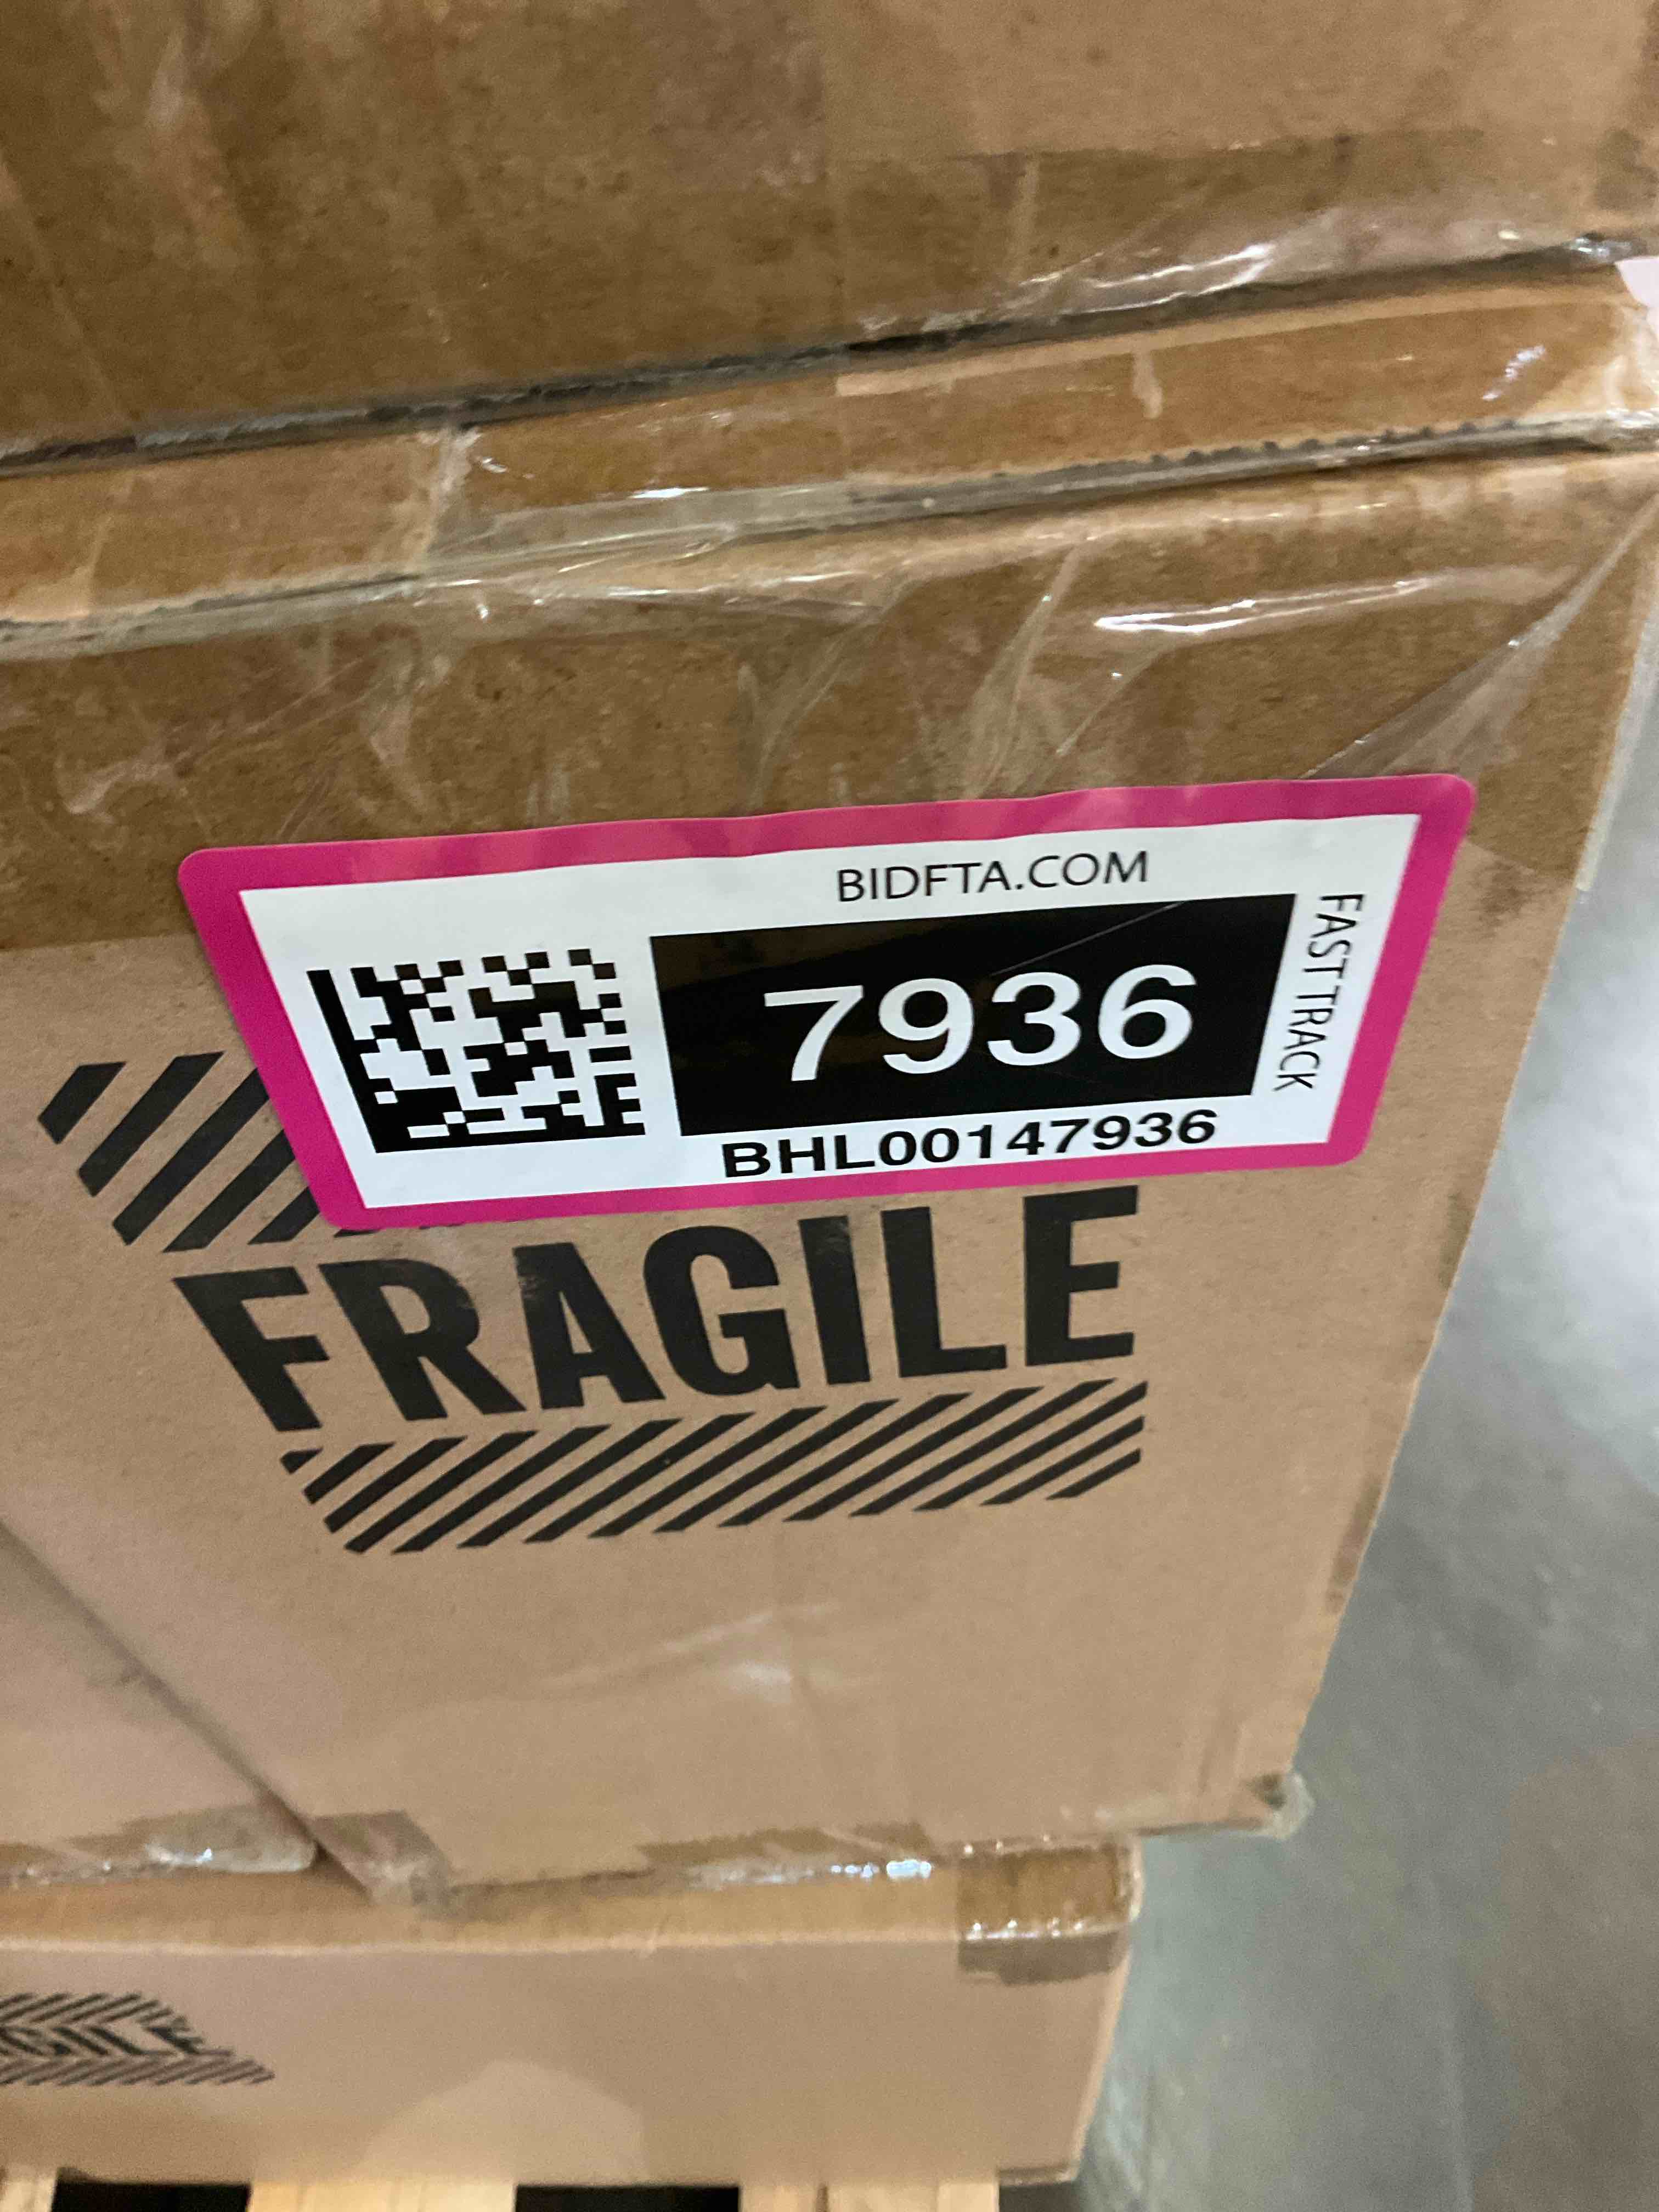 BIDFTA.COM
7936
FAST TRACK
BHL00147936
FRAGILE